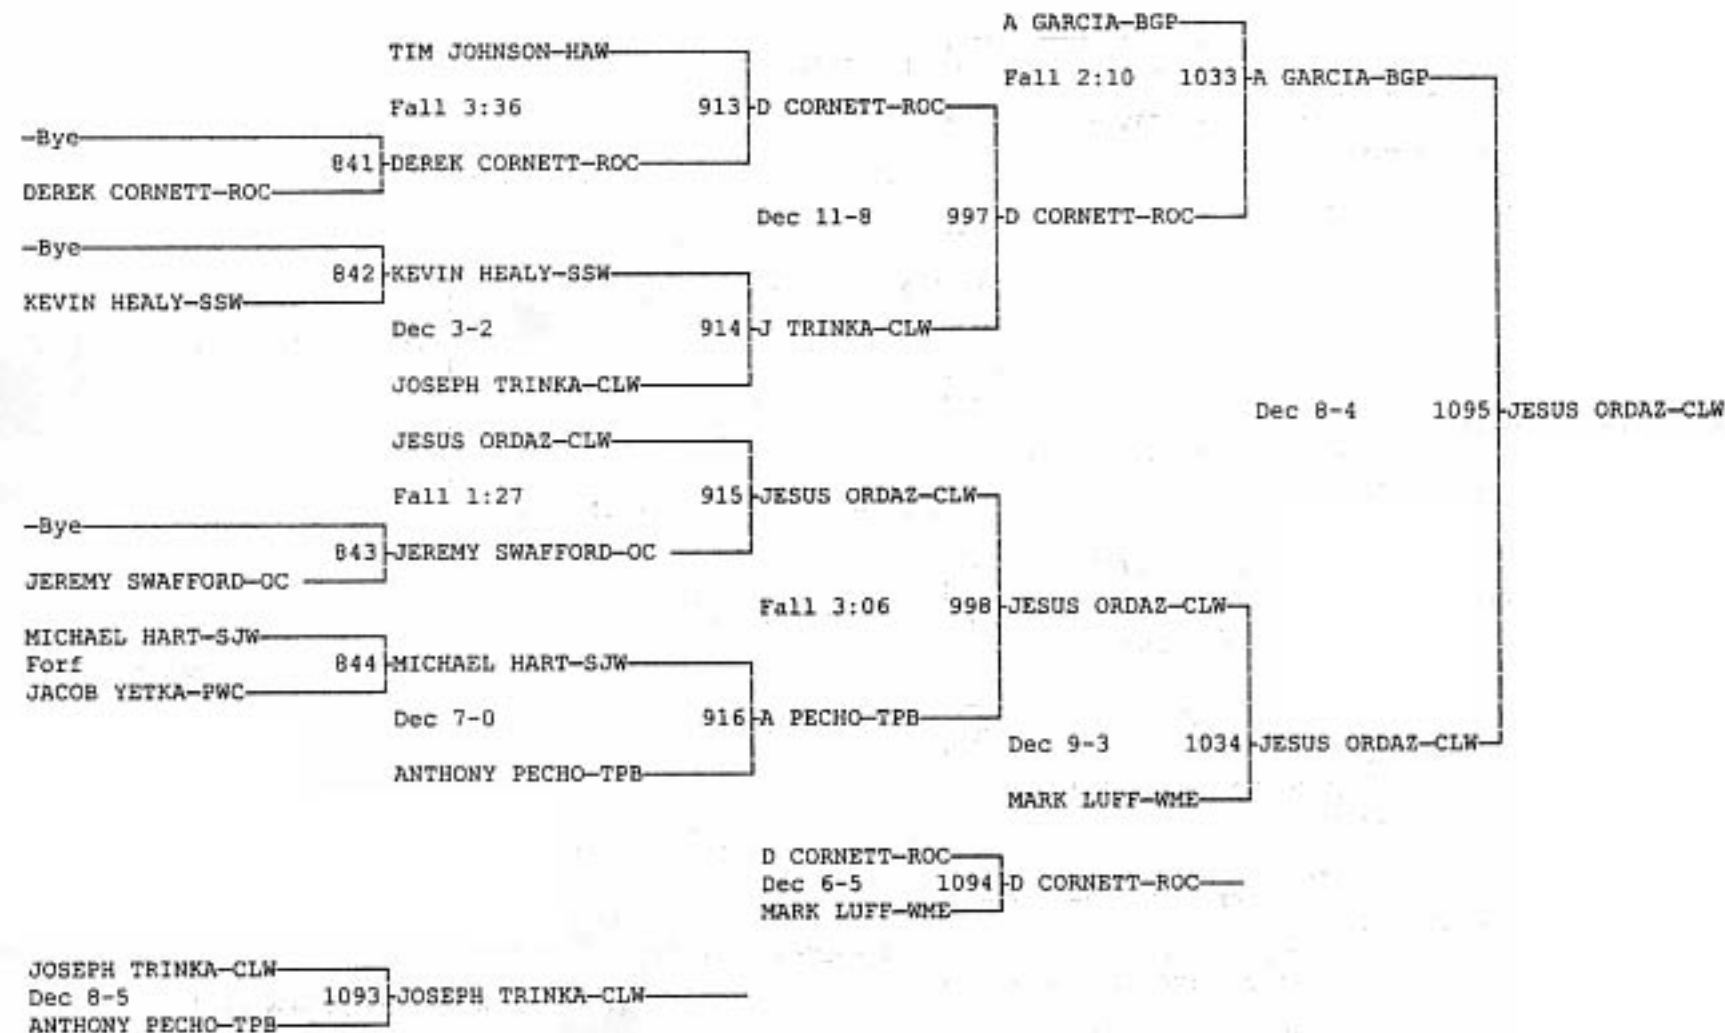 A GARCIA-BGP
TIM JOHNSON-HAW
Fall 2:10 1033 A GARCIA-BGP
Fall 3:36 913 D CORNETT-ROC
-Bye
841 DEREK CORNETT-ROC
DEREK CORNETT-ROC
Dec 11-8 997 D CORNETT-ROC
-Bye
842 KEVIN HEALY-SSW
KEVIN HEALY-SSW
Dec 3-2 914 J TRINKA-CLW
JOSEPH TRINKA-CLW
Dec 8-4 1095 JESUS ORDAZ-CLW
JESUS ORDAZ-CLW
Fall 1:27 915 JESUS ORDAZ-CLW
-Bye
843 JEREMY SWAFFORD-OC
JEREMY SWAFFORD-OC
Fall 3:06 998 JESUS ORDAZ-CLW
MICHAEL HART-SJW
Forf 844 MICHAEL HART-SJW
JACOB YETKA-PWC
Dec 7-0 916 A PECHO-TPB
Dec 9-3 1034 JESUS ORDAZ-CLW
ANTHONY PECHO-TPB
MARK LUFF-WME
D CORNETT-ROC
Dec 6-5 1094 D CORNETT-ROC
MARK LUFF-WME
JOSEPH TRINKA-CLW
Dec 8-5 1093 JOSEPH TRINKA-CLW
ANTHONY PECHO-TPB